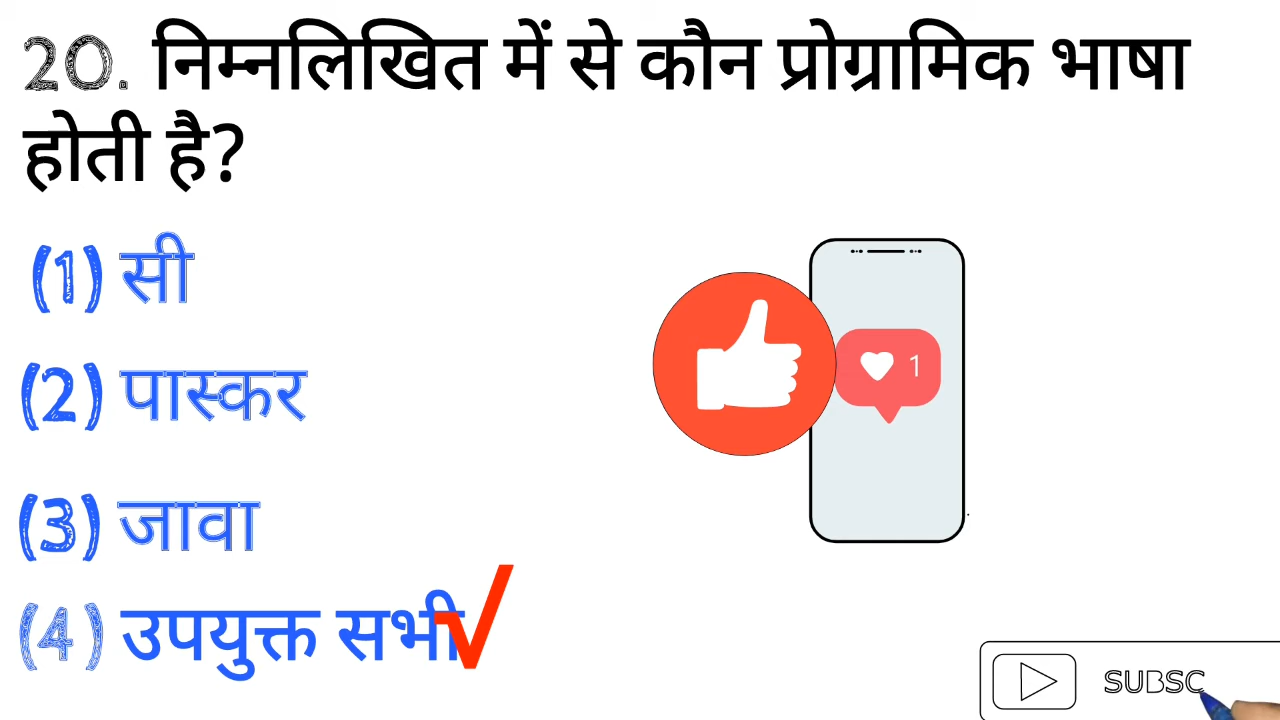 20. निम्नलिखित में से कौन प्रोग्रामिक भाषा
होती है?
(1) सी
(2) पास्कर
(3) जावा
(4) उपयुक्त सभी
1
SUBSC